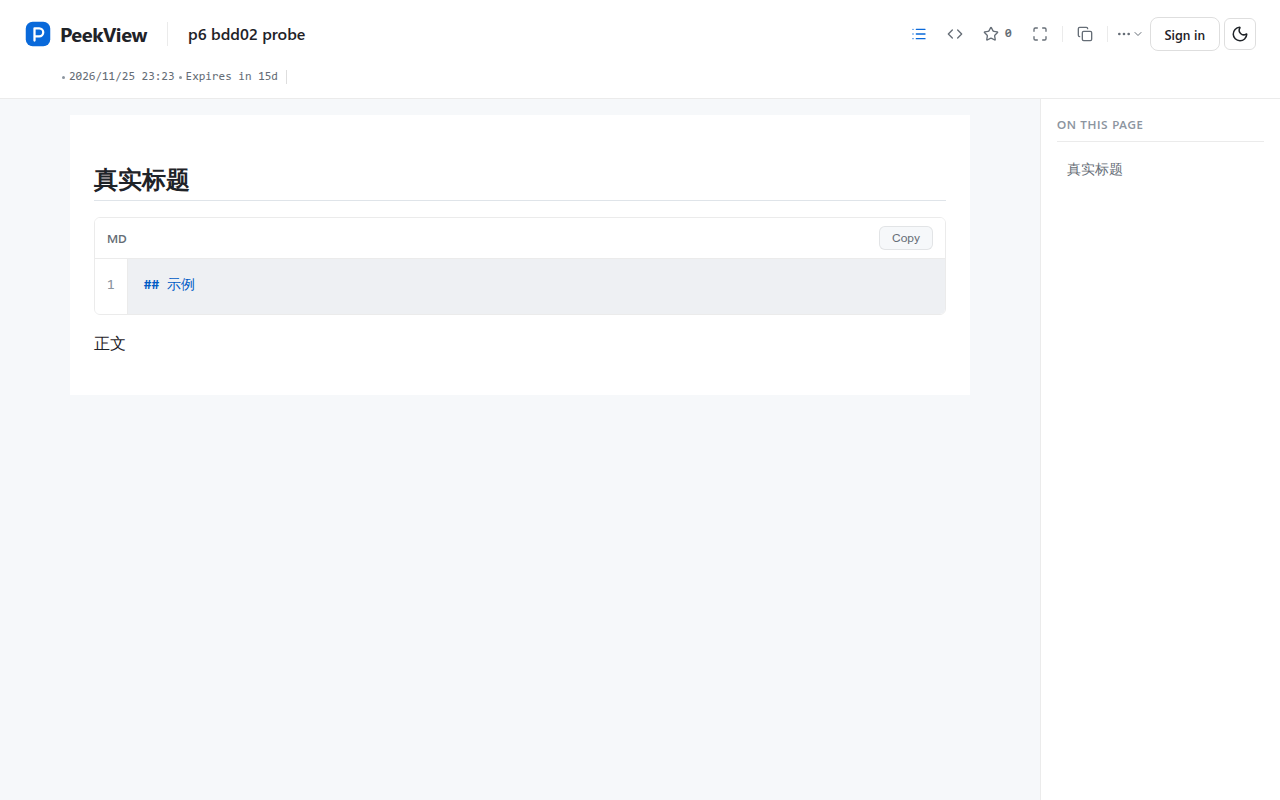 PeekView
p6 bdd02 probe
0
Sign in
• 2026/11/25 23:23 • Expires in 15d
真实标题
MD
Copy
1
## 示例
正文
ON THIS PAGE
真实标题